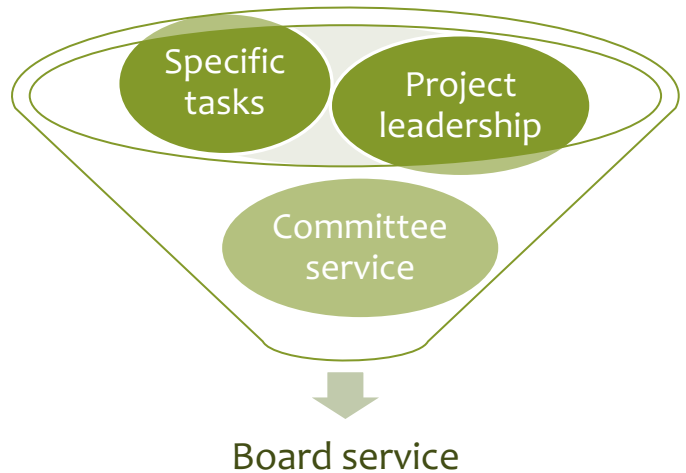 Specific
tasks
Project
leadership
Committee
service
Board service